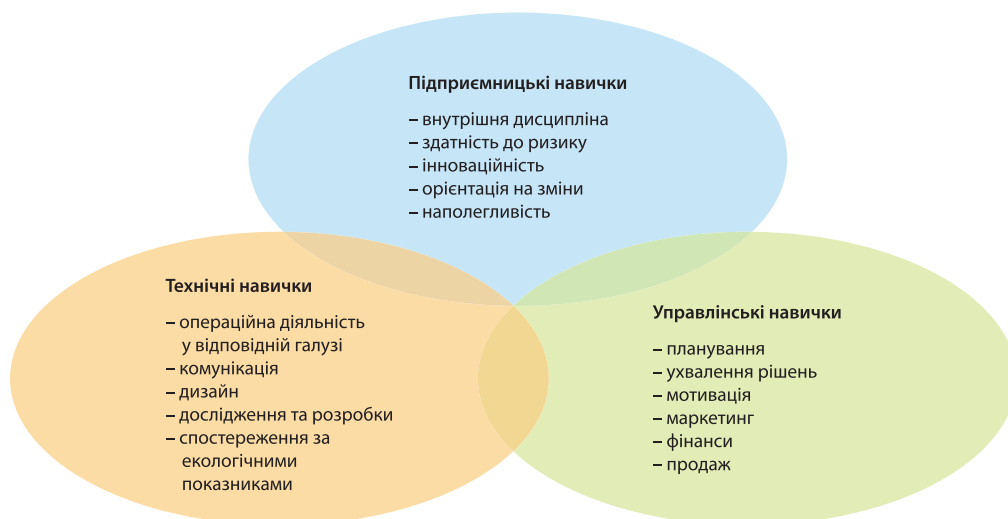 Підприємницькі навички
– внутрішня дисципліна
– здатність до ризику
– інноваційність
– орієнтація на зміни
– наполегливість
Технічні навички
– операційна діяльність
у відповідній галузі
– комунікація
– дизайн
– дослідження та розробки
– спостереження за
екологічними
показниками
Управлінські навички
– планування
– ухвалення рішень
– мотивація
– маркетинг
– фінанси
– продаж